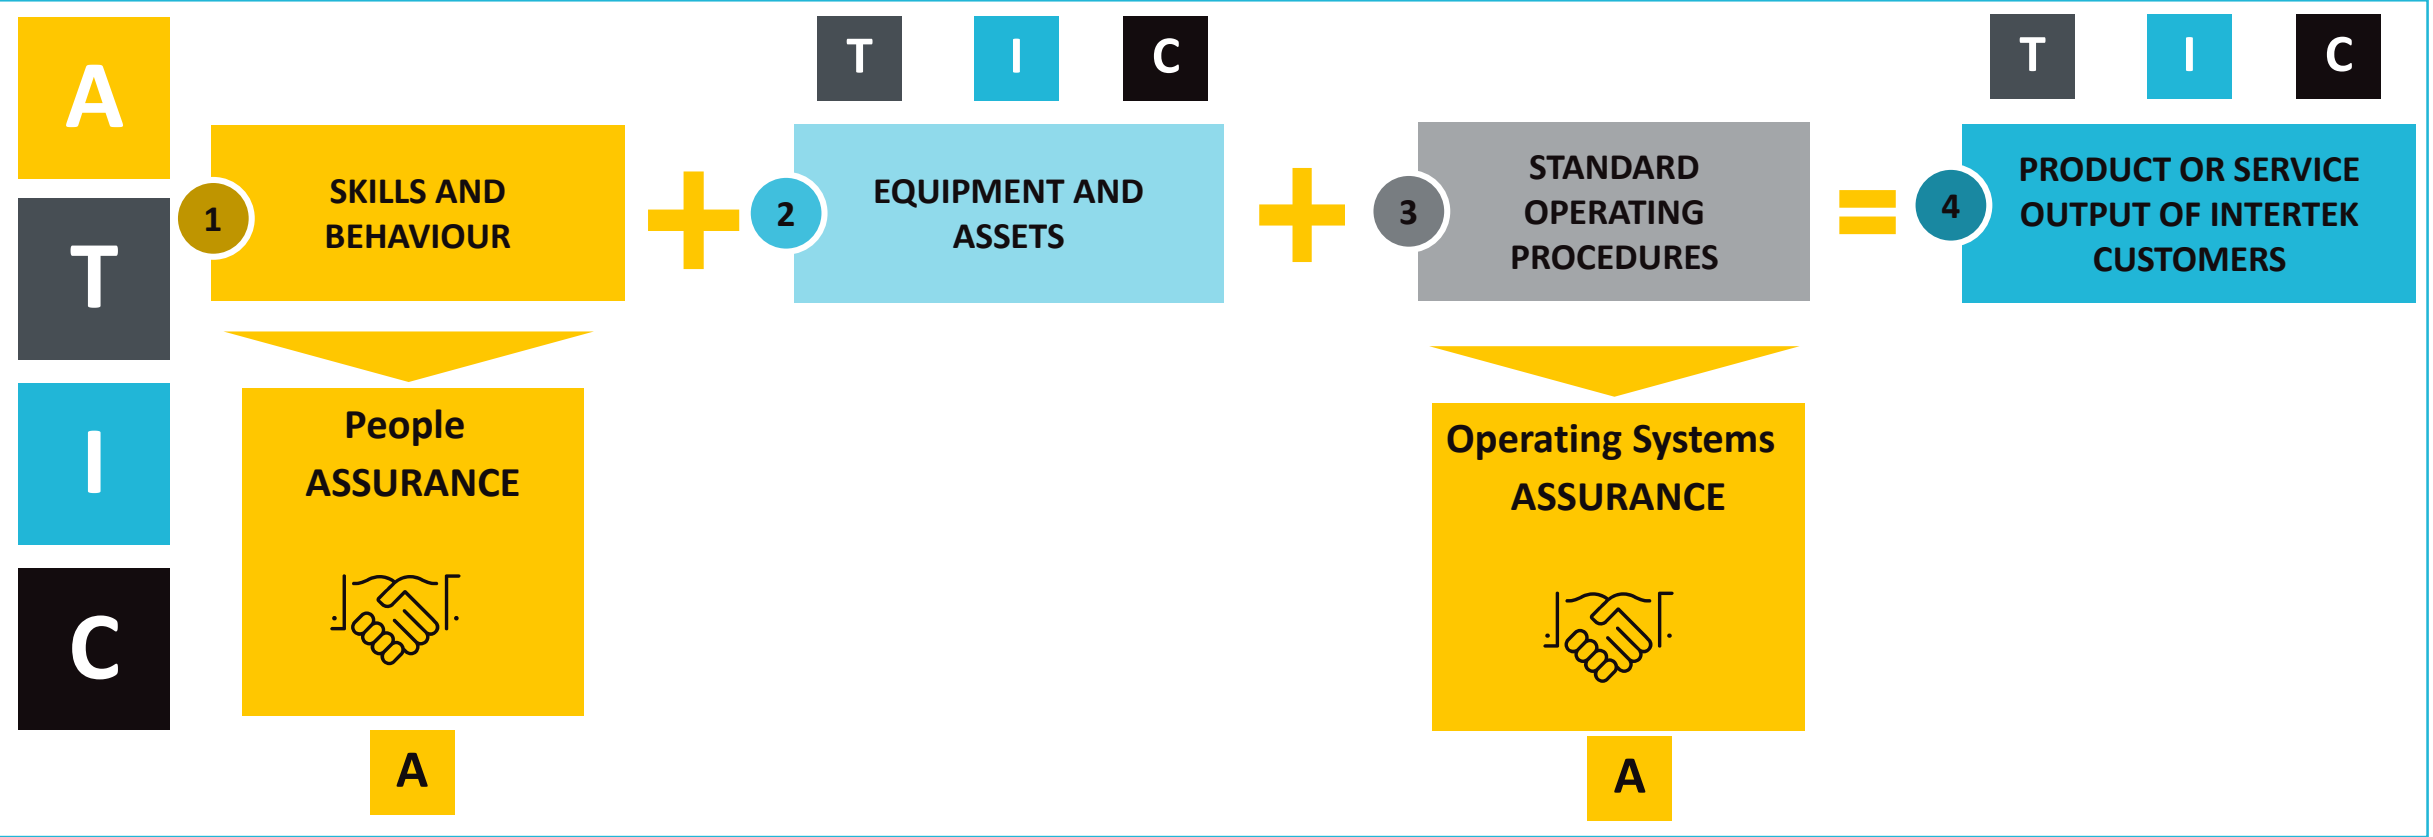 A
T
I
C
T I C
T I C
1
SKILLS AND
BEHAVIOUR
+
2
EQUIPMENT AND
ASSETS
+
3
STANDARD
OPERATING
PROCEDURES
=
4
PRODUCT OR SERVICE
OUTPUT OF INTERTEK
CUSTOMERS
People
ASSURANCE
A
Operating Systems
ASSURANCE
A